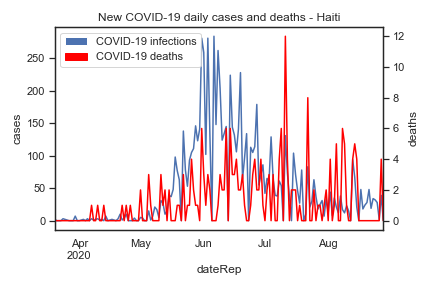 New COVID-19 daily cases and deaths - Haiti
COVID-19 infections
COVID-19 deaths
250
200
150
100
50
0
cases
12
10
8
6
4
2
0
deaths
Apr
2020
May
Jun
Jul
Aug
dateRep